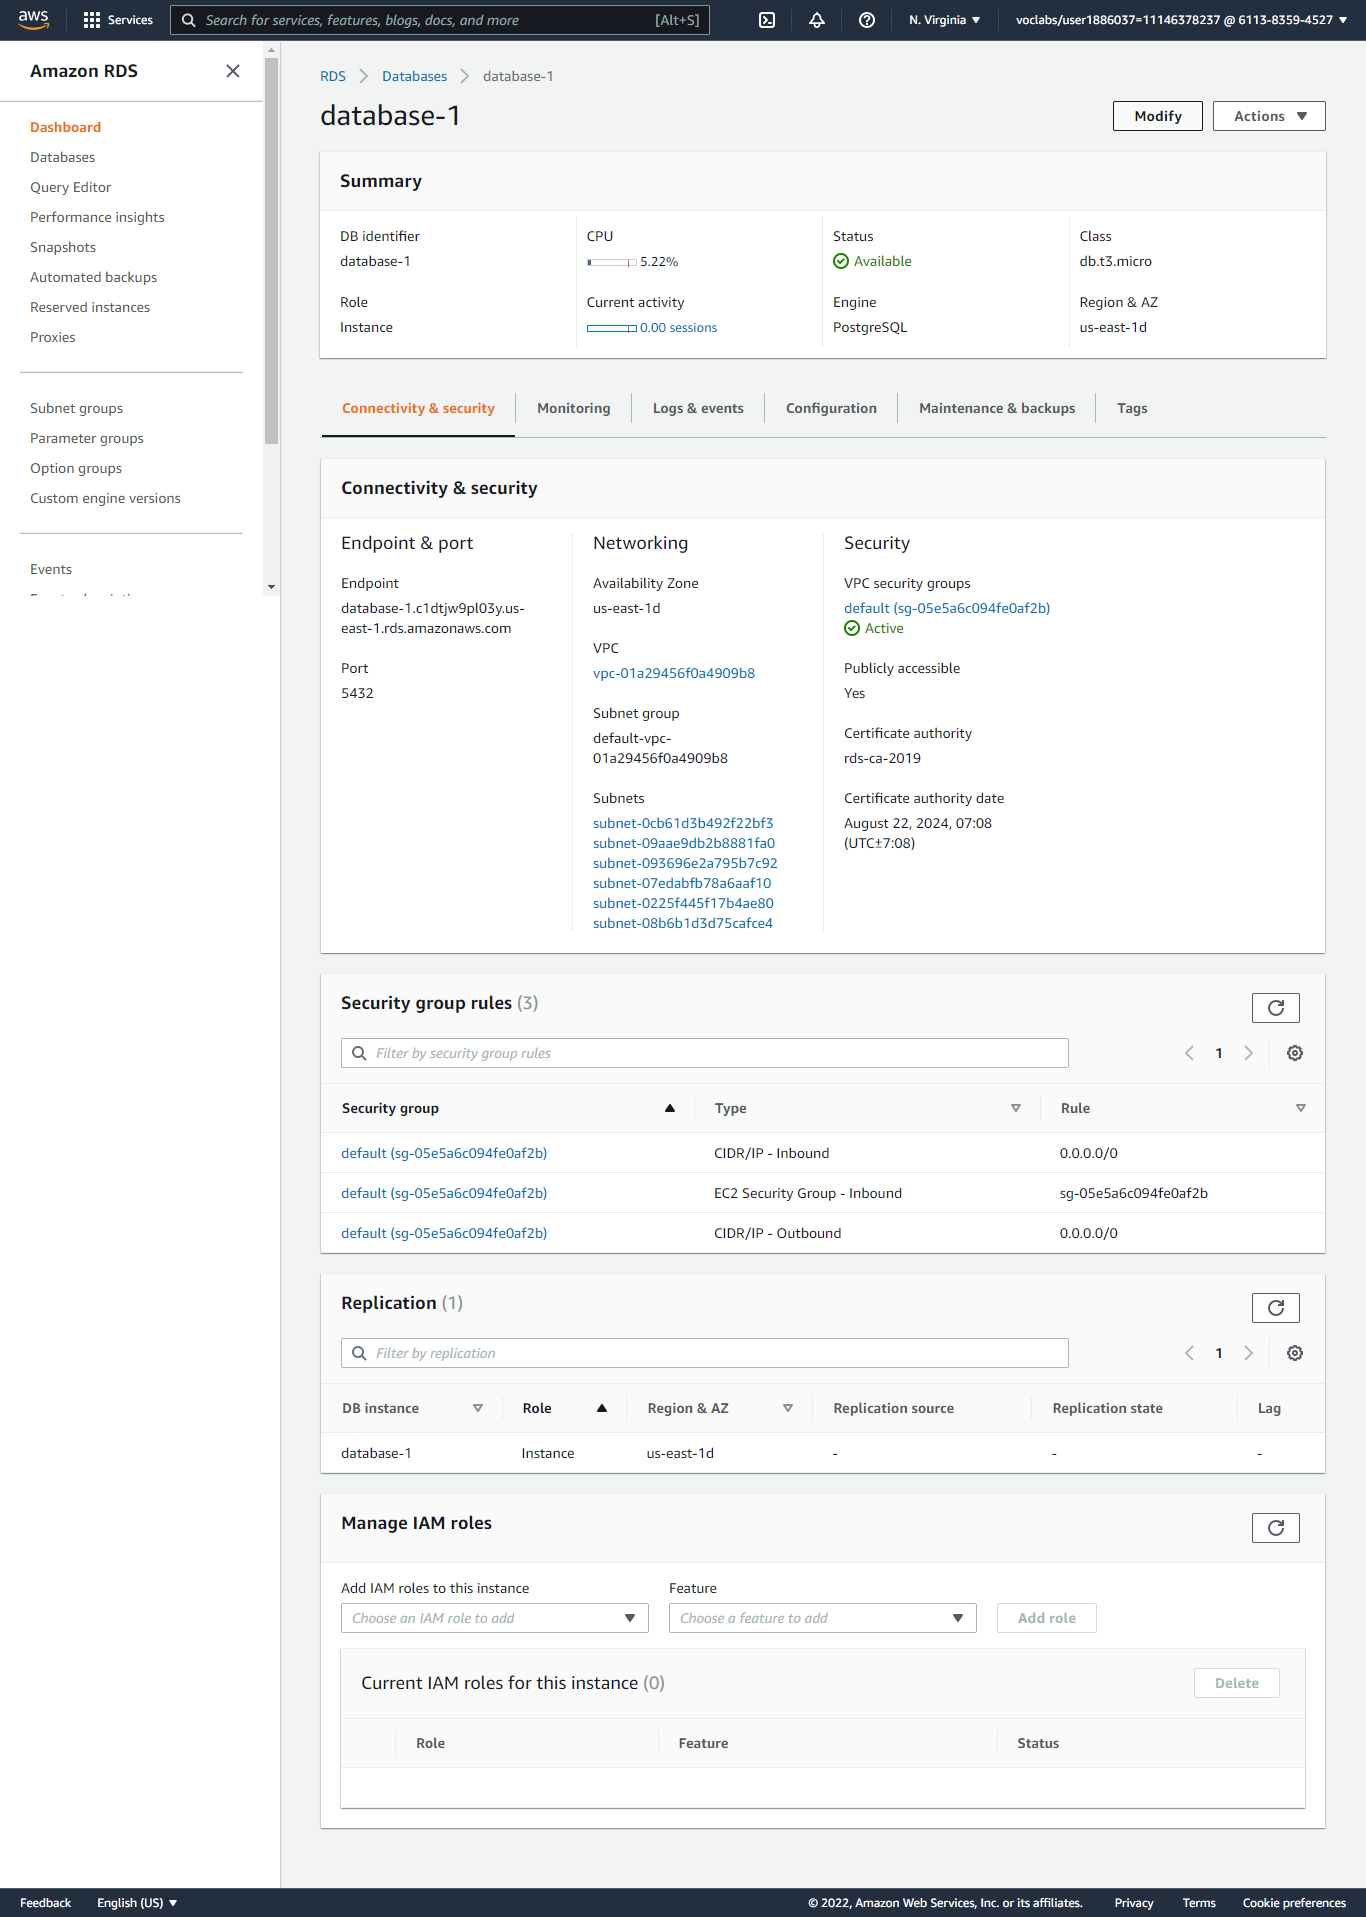 aws
Services
Search for services, features, blogs, docs, and more
[Alt+S]
N. Virginia
voclabs/user1886037=11146378237 @ 6113-8359-4527
Amazon RDS
Dashboard
Databases
Query Editor
Performance insights
Snapshots
Automated backups
Reserved instances
Proxies
Subnet groups
Parameter groups
Option groups
Custom engine versions
Events
RDS
Databases
database-1
database-1
Modify
Actions
Summary
DB identifier
database-1
CPU
5.22%
Status
Available
Class
db.t3.micro
Role
Instance
Current activity
0.00 sessions
Engine
PostgreSQL
Region & AZ
us-east-1d
Connectivity & security
Monitoring
Logs & events
Configuration
Maintenance & backups
Tags
Connectivity & security
Endpoint & port
Endpoint
database-1.c1dtjw9pl03y.us-
east-1.rds.amazonaws.com
Port
5432
Networking
Availability Zone
us-east-1d
VPC
vpc-01a29456f0a4909b8
Subnet group
default-vpc-
01a29456f0a4909b8
Subnets
subnet-0cb61d3b492f22bf3
subnet-09aae9db2b8881fa0
subnet-093696e2a795b7c92
subnet-07edabfb78a6aaf10
subnet-0225f445f17b4ae80
subnet-08b6b1d3d75cafce4
Security
VPC security groups
default (sg-05e5a6c094fe0af2b)
Active
Publicly accessible
Yes
Certificate authority
rds-ca-2019
Certificate authority date
August 22, 2024, 07:08
(UTC±7:08)
Security group rules (3)
Filter by security group rules
1
Security group
Type
Rule
default (sg-05e5a6c094fe0af2b)
CIDR/IP - Inbound
0.0.0.0/0
default (sg-05e5a6c094fe0af2b)
EC2 Security Group - Inbound
sg-05e5a6c094fe0af2b
default (sg-05e5a6c094fe0af2b)
CIDR/IP - Outbound
0.0.0.0/0
Replication (1)
Filter by replication
1
DB instance
Role
Region & AZ
Replication source
Replication state
Lag
database-1
Instance
us-east-1d
-
-
-
Manage IAM roles
Add IAM roles to this instance
Choose an IAM role to add
Feature
Choose a feature to add
Add role
Current IAM roles for this instance (0)
Delete
Role
Feature
Status
Feedback
English (US)
© 2022, Amazon Web Services, Inc. or its affiliates.
Privacy
Terms
Cookie preferences